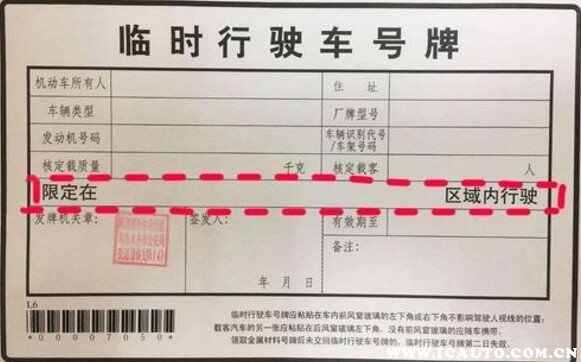 临时行驶车号牌
机动车所有人 住址
车辆类型 厂牌型号
发动机号码 车辆识别代号/车架号码
核定载质量 千克 核定载客 人
限定在 区域内行驶
发牌机关章: 签发人: 有效期至
备注:
年 月 日
L6
*00007050*
临时行驶车号牌应粘贴在车内前风窗玻璃的左下角或右下角不影响驾驶人视线的位置;
载客汽车的另一张应粘贴在后风窗玻璃左下角, 没有前风窗玻璃的应随车携带。
领取金属材料号牌后未交回临时行驶车号牌的, 临时行驶车号牌第二日失效。
WWW.ICAUTO.COM.CN